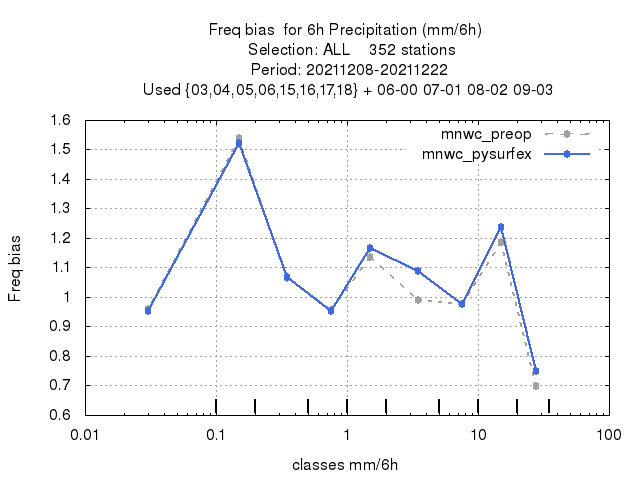 Freq bias  for 6h Precipitation (mm/6h)
Selection: ALL    352 stations
Period: 20211208-20211222
Used {03,04,05,06,15,16,17,18} + 06-00 07-01 08-02 09-03
mnwc_preop
mnwc_pysurfex
1.6
1.5
1.4
1.3
1.2
1.1
1
0.9
0.8
0.7
0.6
Freq bias
0.01 0.1 1 10 100
classes mm/6h